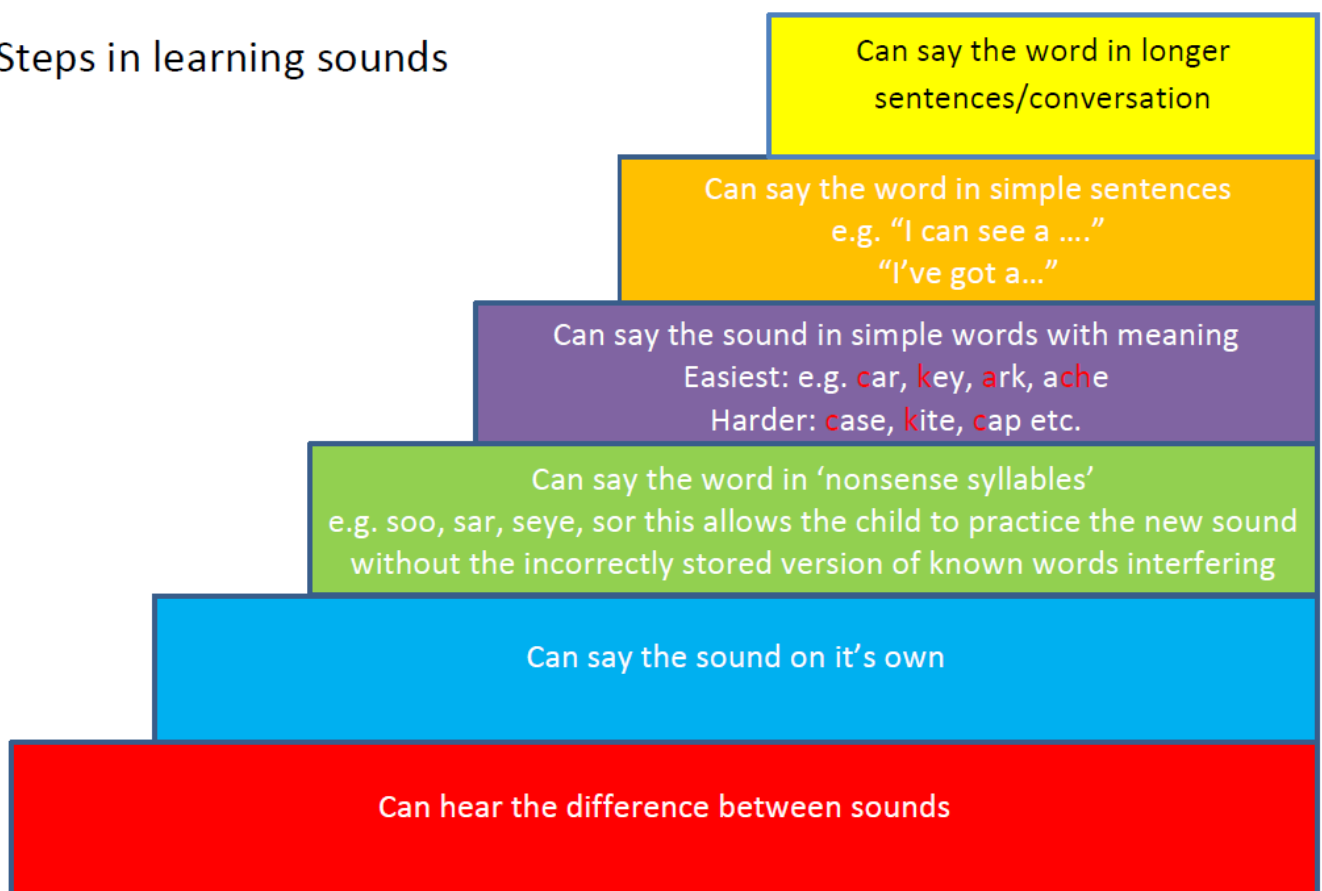 Steps in learning sounds
Can say the word in longer
sentences/conversation
Can say the word in simple sentences
e.g. “I can see a ....”
“I’ve got a…”
Can say the sound in simple words with meaning
Easiest: e.g. car, key, ark, ache
Harder: case, kite, cap etc.
Can say the word in ‘nonsense syllables’
e.g. soo, sar, seye, sor this allows the child to practice the new sound
without the incorrectly stored version of known words interfering
Can say the sound on it’s own
Can hear the difference between sounds